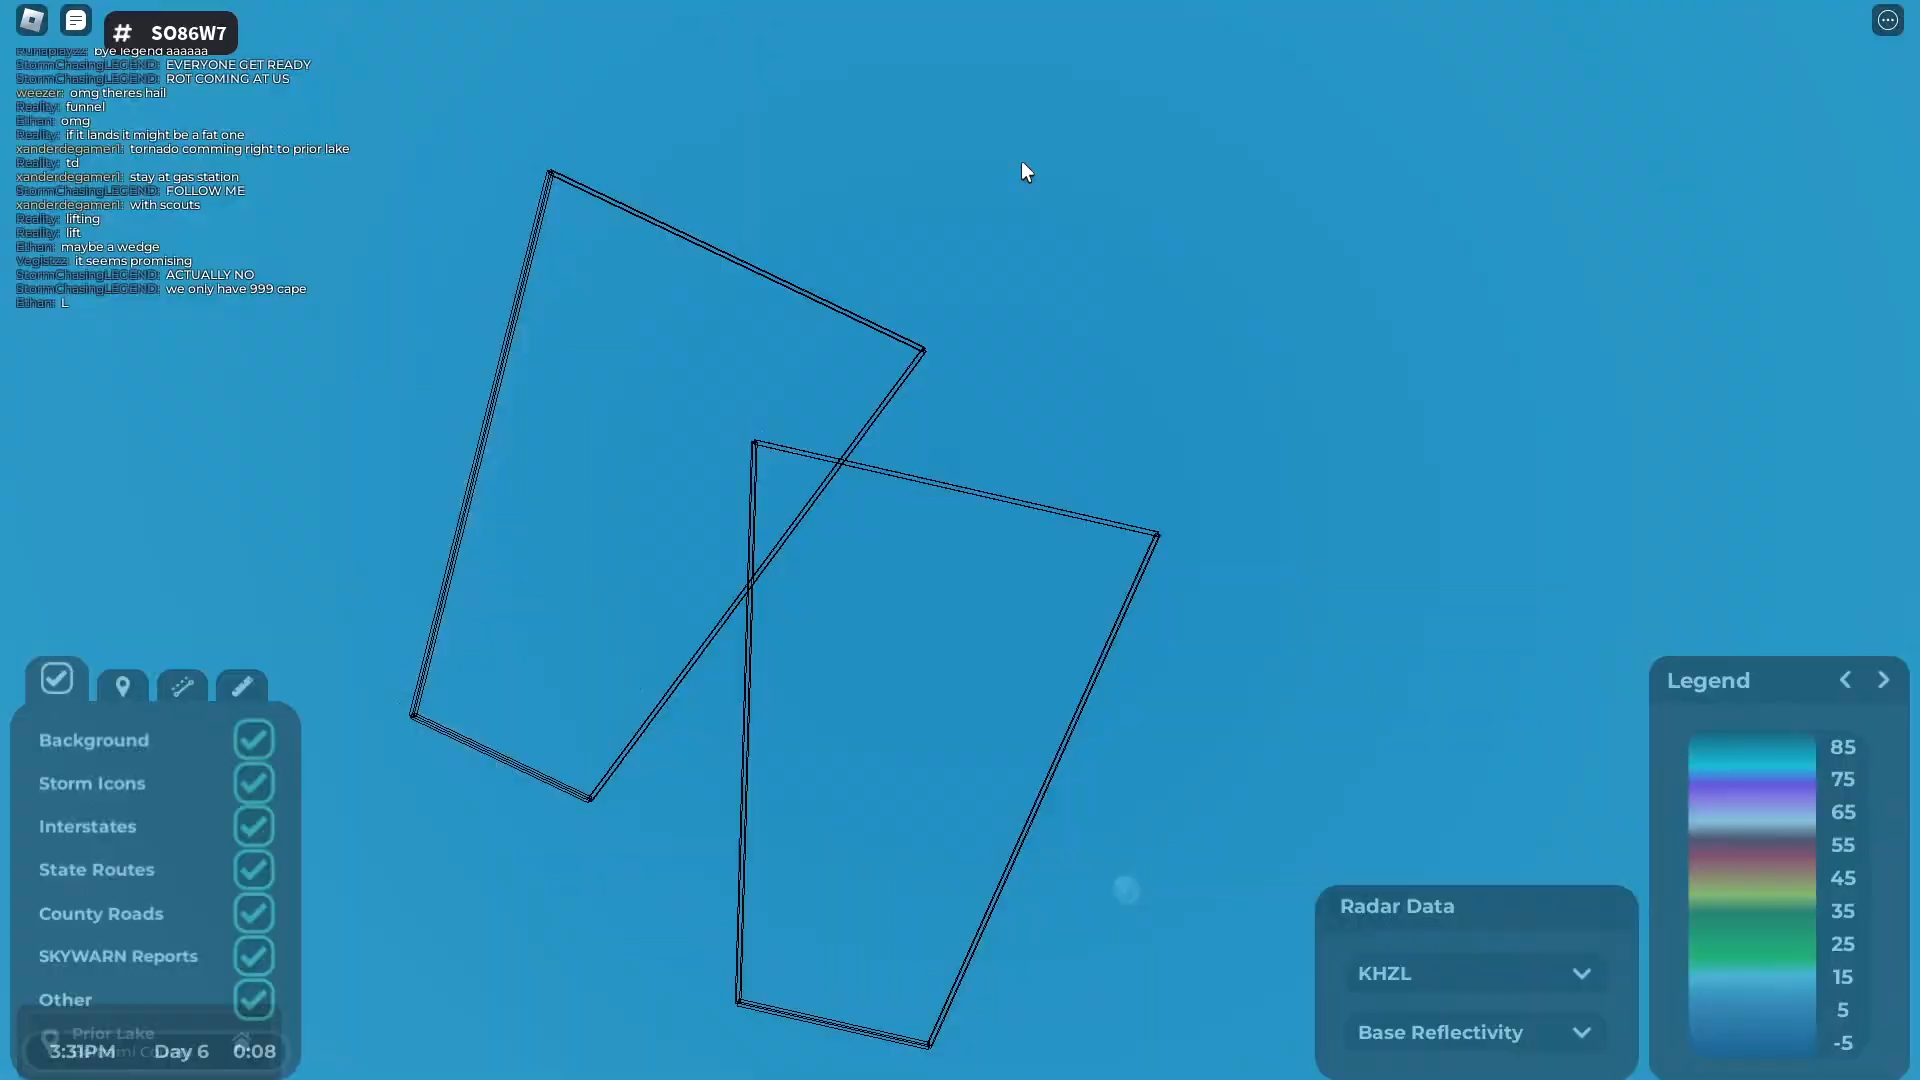 # SO86W7
Runaplayzz: bye legend aaaaaa
StormChasingLEGEND: EVERYONE GET READY
StormChasingLEGEND: ROT COMING AT US
weezer: omg theres hail
Reality: funnel
Ethan: omg
Reality: if it lands it might be a fat one
xanderdegamer1: tornado comming right to prior lake
Reality: td
xanderdegamer1: stay at gas station
StormChasingLEGEND: FOLLOW ME
xanderdegamer1: with scouts
Reality: lifting
Reality: lift
Ethan: maybe a wedge
Vegistzz: it seems promising
StormChasingLEGEND: ACTUALLY NO
StormChasingLEGEND: we only have 999 cape
Ethan: L
Background
Storm Icons
Interstates
State Routes
County Roads
SKYWARN Reports
Other
Prior Lake
3:31PM Day 6 0:08
Radar Data
KHZL
Base Reflectivity
Legend
85
75
65
55
45
35
25
15
5
-5